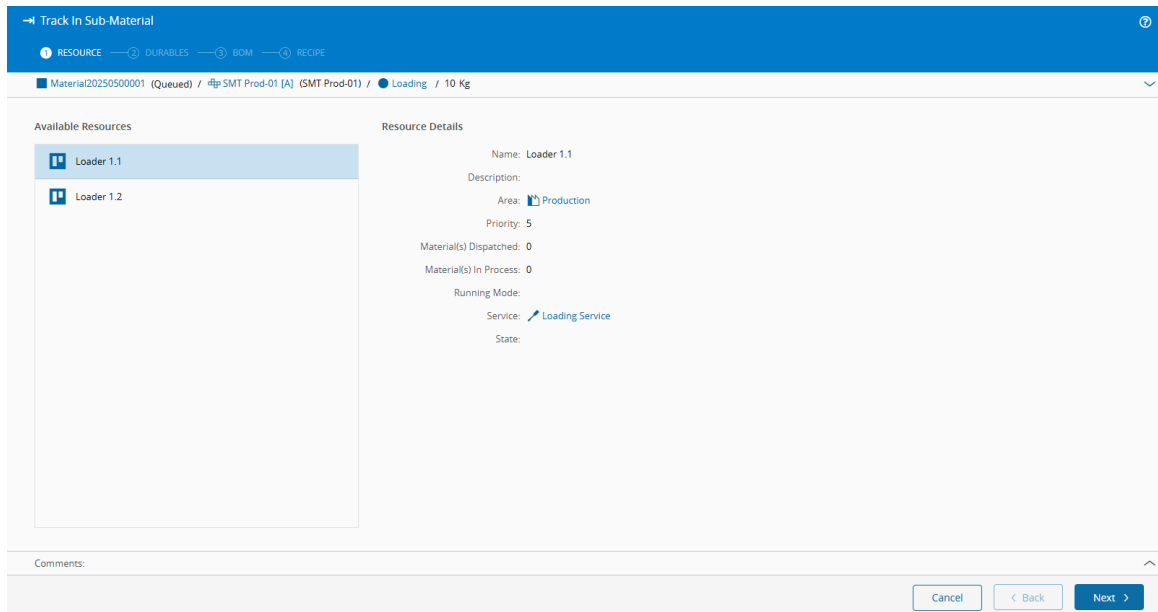 Track In Sub-Material
1 RESOURCE 2 DURABLES 3 BOM 4 RECIPE
Material20250500001 (Queued) / SMT Prod-01 [A] (SMT Prod-01) / Loading / 10 Kg
Available Resources
Loader 1.1
Loader 1.2
Resource Details
Name: Loader 1.1
Description:
Area: Production
Priority: 5
Material(s) Dispatched: 0
Material(s) In Process: 0
Running Mode:
Service: Loading Service
State:
Comments:
Cancel < Back Next >